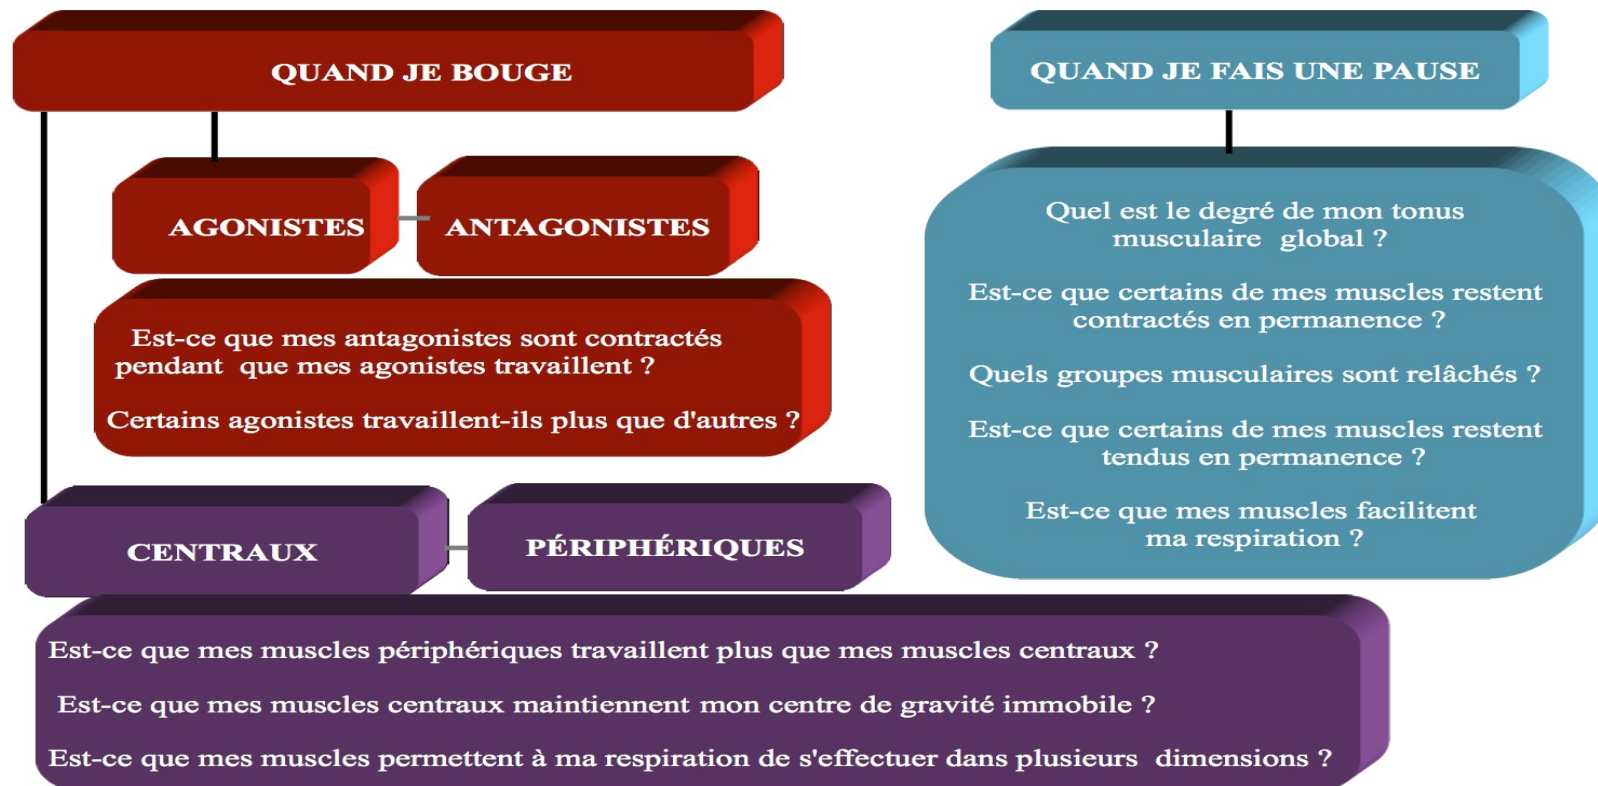 QUAND JE BOUGE
AGONISTES
ANTAGONISTES
Est-ce que mes antagonistes sont contractés
pendant que mes agonistes travaillent ?
Certains agonistes travaillent-ils plus que d'autres ?
CENTRAUX
PÉRIPHÉRIQUES
Est-ce que mes muscles périphériques travaillent plus que mes muscles centraux ?
Est-ce que mes muscles centraux maintiennent mon centre de gravité immobile ?
Est-ce que mes muscles permettent à ma respiration de s'effectuer dans plusieurs dimensions ?
QUAND JE FAIS UNE PAUSE
Quel est le degré de mon tonus
musculaire global ?
Est-ce que certains de mes muscles restent
contractés en permanence ?
Quels groupes musculaires sont relâchés ?
Est-ce que certains de mes muscles restent
tendus en permanence ?
Est-ce que mes muscles facilitent
ma respiration ?